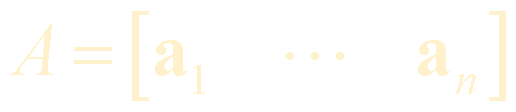 A = [a₁ ⋯ aₙ]